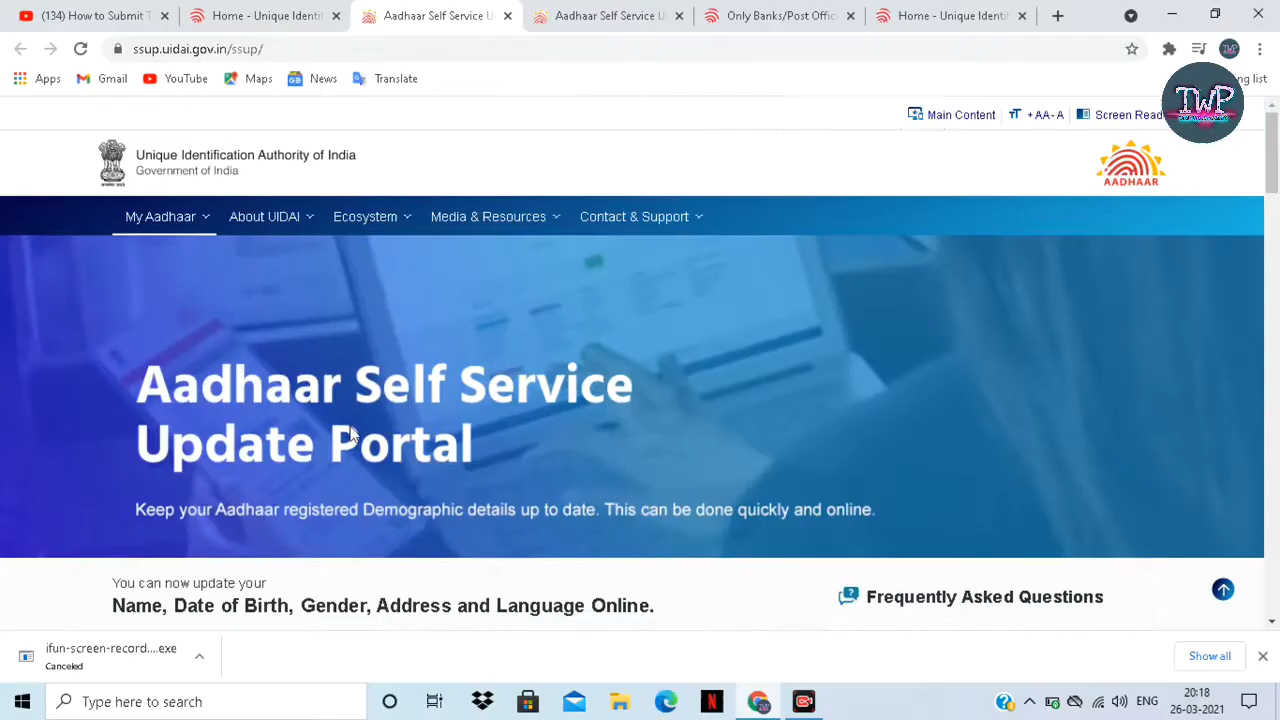 (134) How to Submit T
Home - Unique Identi
Aadhaar Self Service U
Aadhaar Self Service U
Only Banks/Post Offic
Home - Unique Identi
ssup.uidai.gov.in/ssup/
Apps
Gmail
YouTube
Maps
News
Translate
ng list
TWP
Main Content
+ AA- A
Screen Read
Unique Identification Authority of India
Government of India
AADHAAR
My Aadhaar
About UIDAI
Ecosystem
Media & Resources
Contact & Support
Aadhaar Self Service
Update Portal
Keep your Aadhaar registered Demographic details up to date. This can be done quickly and online.
You can now update your
Name, Date of Birth, Gender, Address and Language Online.
Frequently Asked Questions
ifun-screen-record....exe
Canceled
Show all
Type here to search
ENG
20:18
26-03-2021